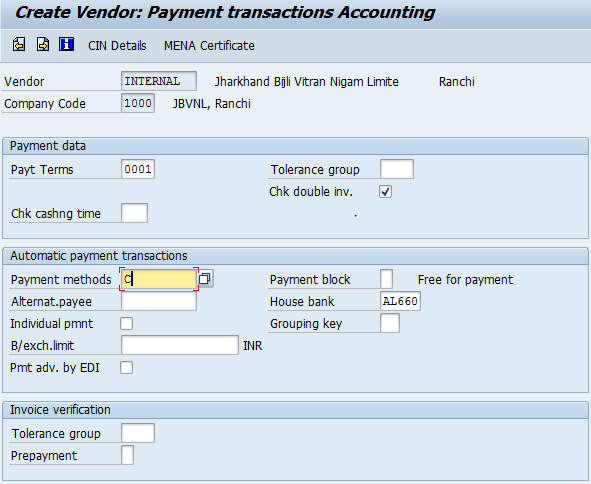 Create Vendor: Payment transactions Accounting
CIN Details MENA Certificate
Vendor INTERNAL Jharkhand Bijli Vitran Nigam Limite Ranchi
Company Code 1000 JBVNL, Ranchi
Payment data
Payt Terms 0001 Tolerance group
Chk double inv.
Chk cashng time .
Automatic payment transactions
Payment methods C Payment block Free for payment
Alternat.payee House bank AL660
Individual pmnt Grouping key
B/exch.limit INR
Pmt adv. by EDI
Invoice verification
Tolerance group
Prepayment